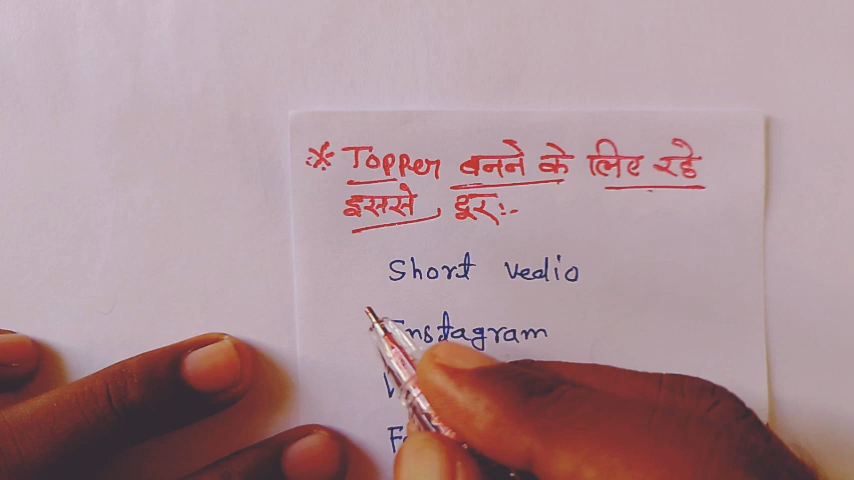 * Topper बनने के लिए रहे
इससे, दूर:-
Short vedio
Instagram